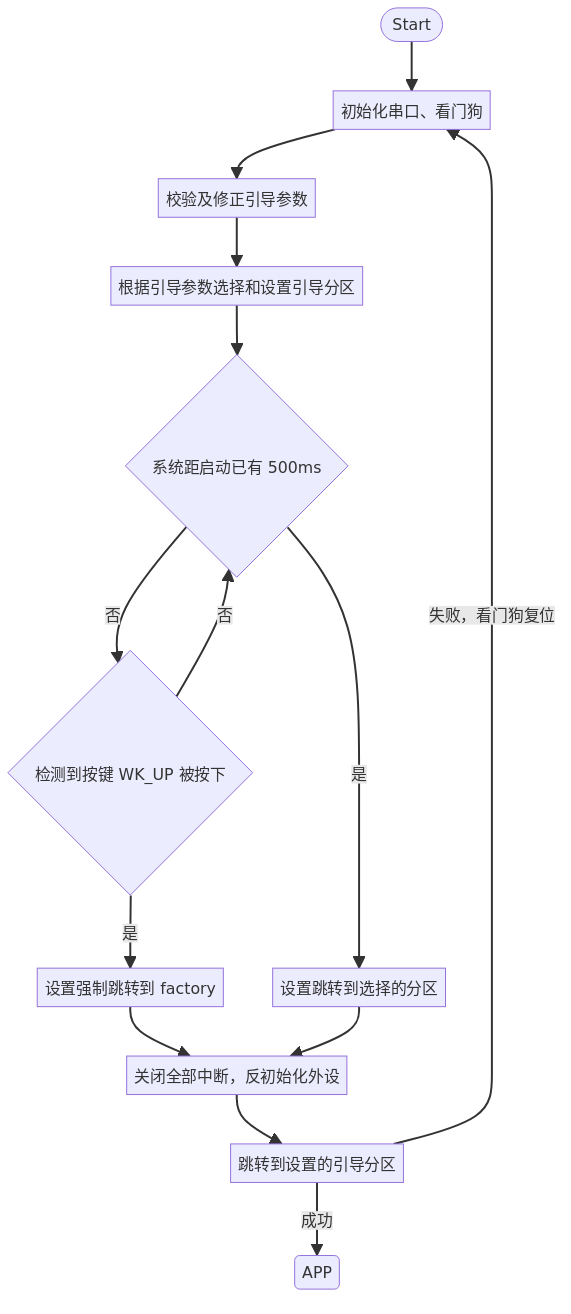 Start
初始化串口、看门狗
校验及修正引导参数
根据引导参数选择和设置引导分区
系统距启动已有 500ms
否
否
失败，看门狗复位
检测到按键 WK_UP 被按下
是
是
设置强制跳转到 factory
设置跳转到选择的分区
关闭全部中断，反初始化外设
跳转到设置的引导分区
成功
APP